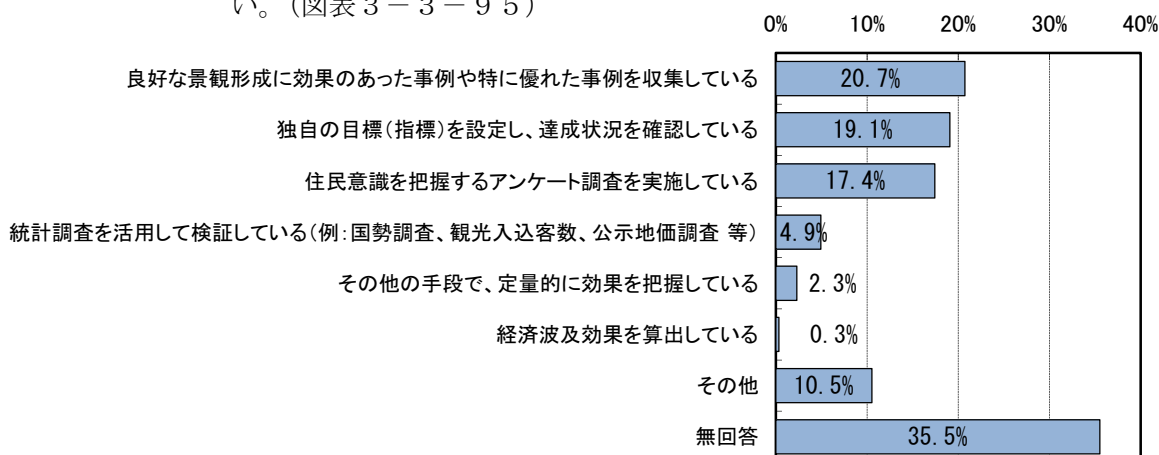 い。（図表３－３－９５）
0% 10% 20% 30% 40%
良好な景観形成に効果のあった事例や特に優れた事例を収集している 20.7%
独自の目標(指標)を設定し、達成状況を確認している 19.1%
住民意識を把握するアンケート調査を実施している 17.4%
統計調査を活用して検証している(例:国勢調査、観光入込客数、公示地価調査 等) 4.9%
その他の手段で、定量的に効果を把握している 2.3%
経済波及効果を算出している 0.3%
その他 10.5%
無回答 35.5%